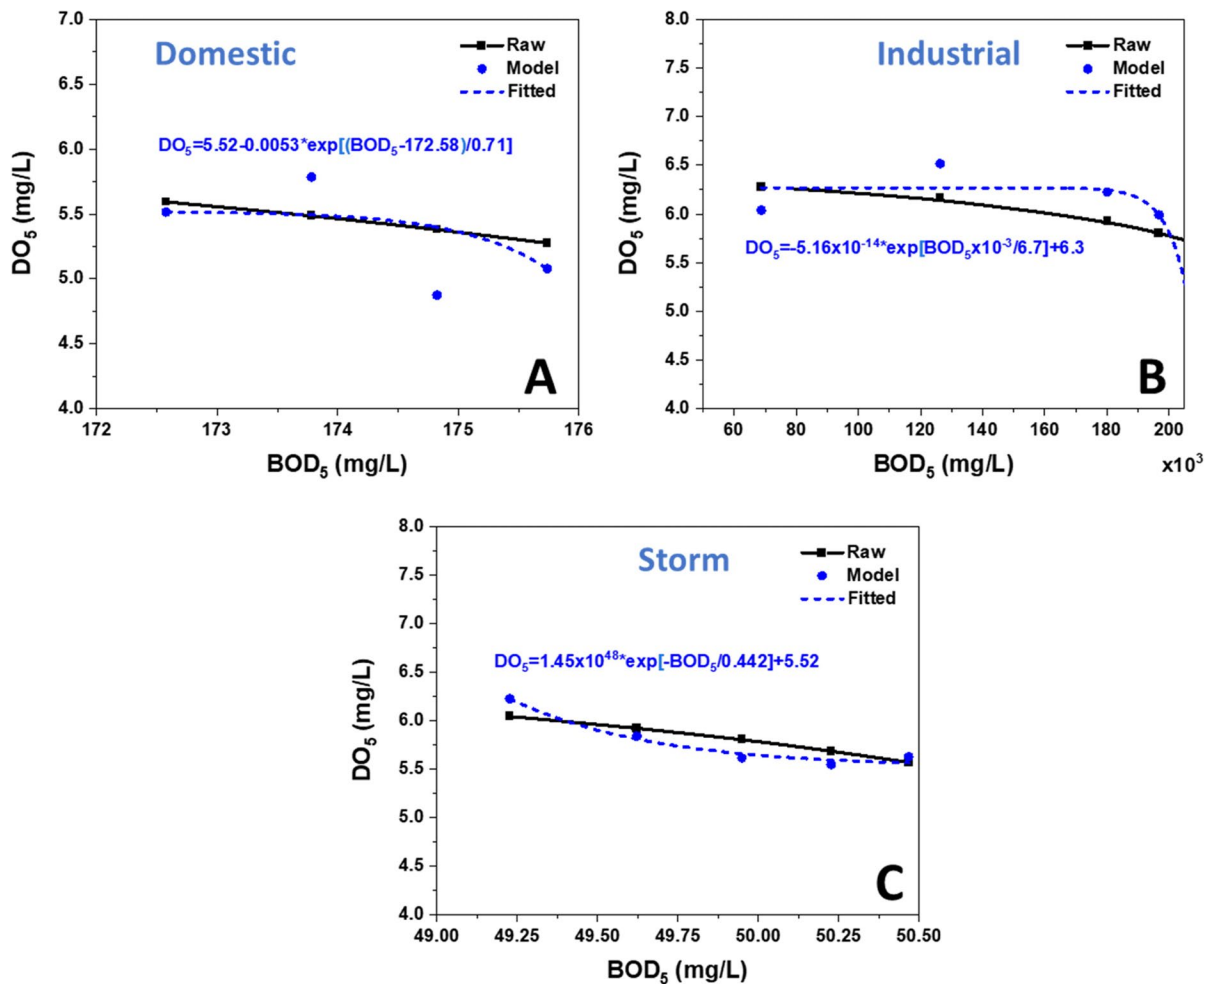 Domestic
Raw
Model
Fitted
DO₅=5.52-0.0053*exp[(BOD₅-172.58)/0.71]
7.0
6.5
6.0
5.5
5.0
4.5
4.0
DO₅ (mg/L)
A
172
173
174
175
176
BOD₅ (mg/L)
Industrial
Raw
Model
Fitted
DO₅=-5.16x10⁻¹⁴*exp[BOD₅x10⁻³/6.7]+6.3
8.0
7.5
7.0
6.5
6.0
5.5
5.0
4.5
4.0
DO₅ (mg/L)
B
60
80
100
120
140
160
180
200
BOD₅ (mg/L)
x10³
Storm
Raw
Model
Fitted
DO₅=1.45x10⁴⁸*exp[-BOD₅/0.442]+5.52
8.0
7.5
7.0
6.5
6.0
5.5
5.0
4.5
4.0
DO₅ (mg/L)
C
49.00
49.25
49.50
49.75
50.00
50.25
50.50
BOD₅ (mg/L)